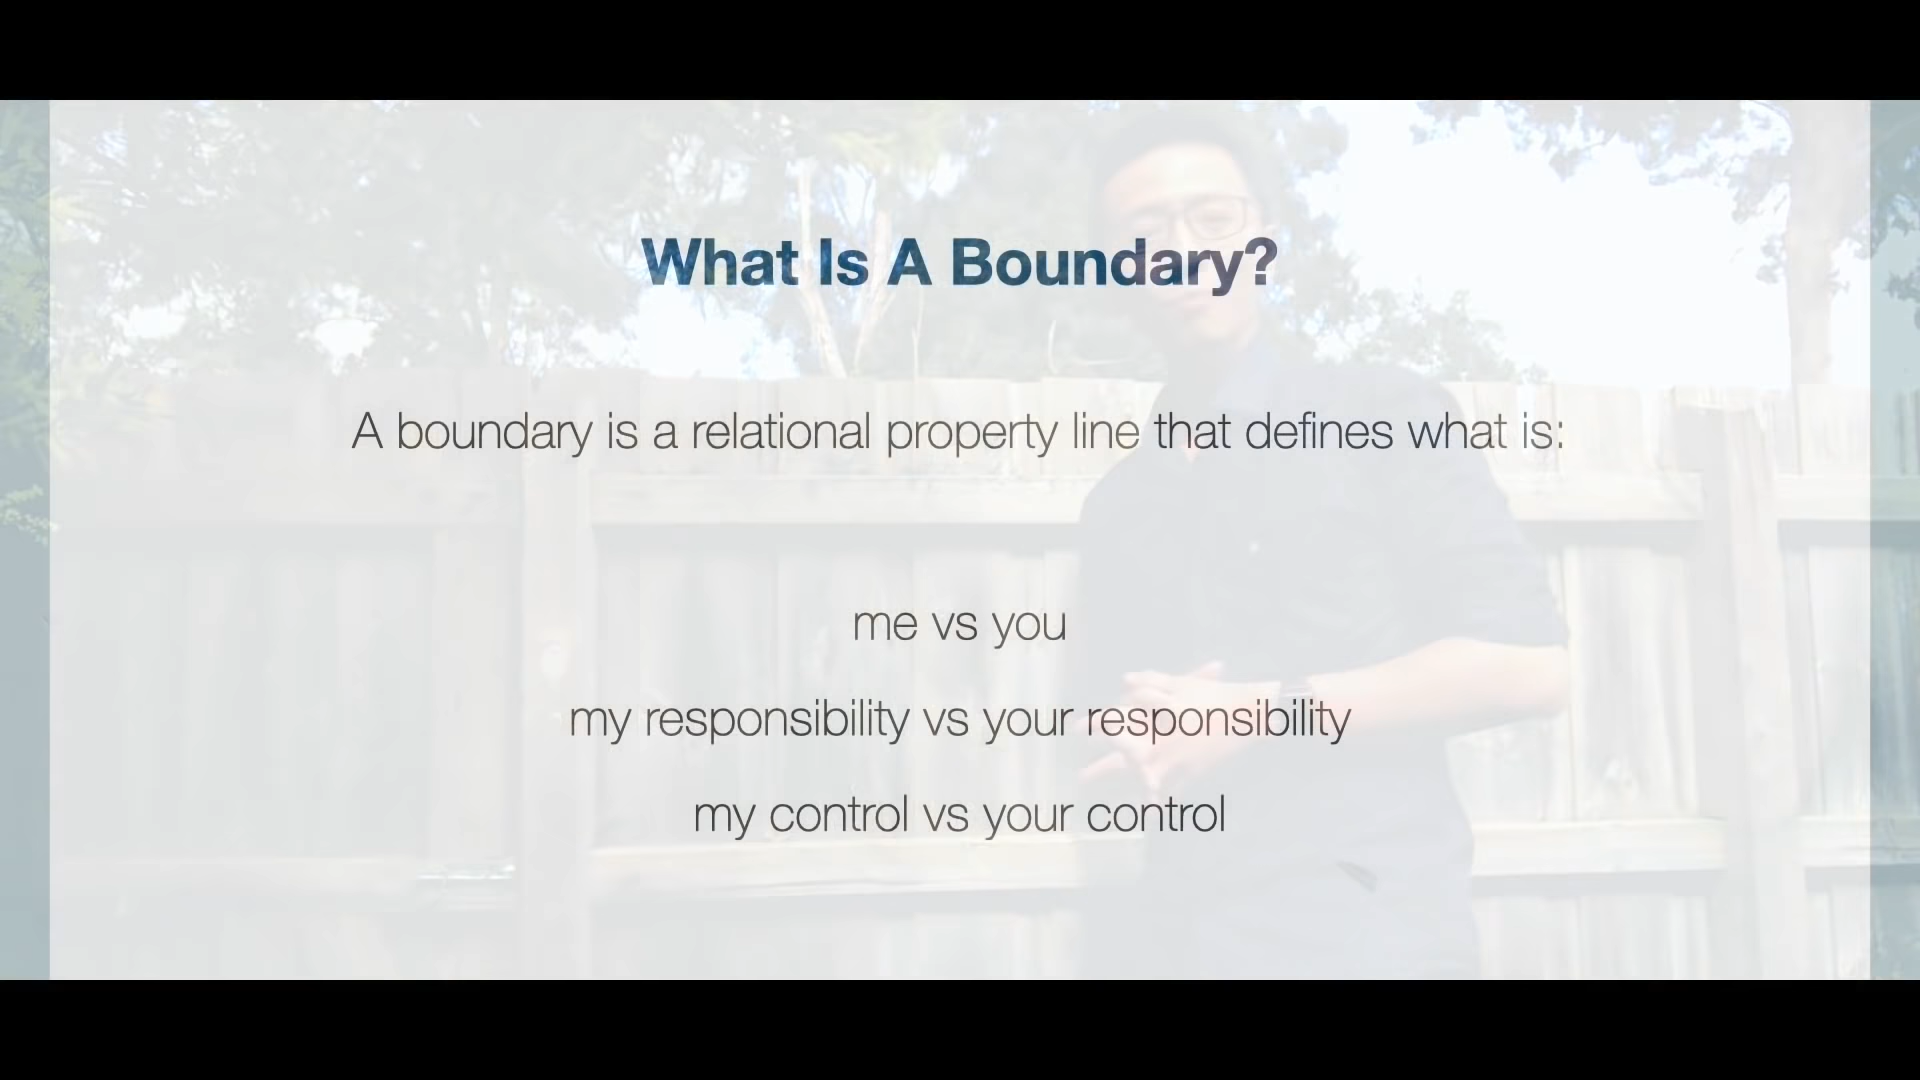 What Is A Boundary?
A boundary is a relational property line that defines what is:
me vs you
my responsibility vs your responsibility
my control vs your control